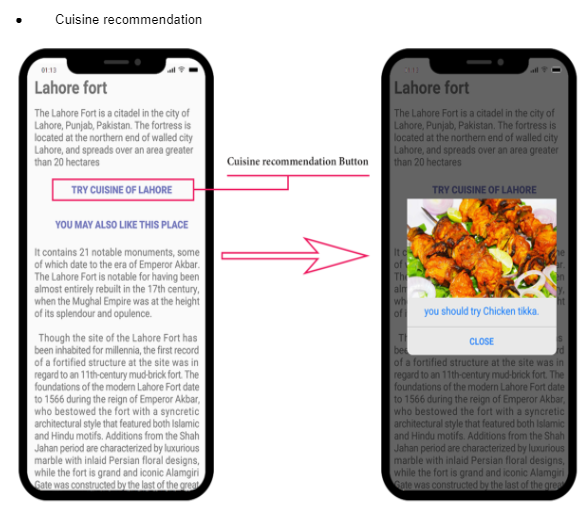 ● Cuisine recommendation
01:13
Lahore fort
The Lahore Fort is a citadel in the city of
Lahore, Punjab, Pakistan. The fortress is
located at the northern end of walled city
Lahore, and spreads over an area greater
than 20 hectares
TRY CUISINE OF LAHORE
YOU MAY ALSO LIKE THIS PLACE
It contains 21 notable monuments, some
of which date to the era of Emperor Akbar.
The Lahore Fort is notable for having been
almost entirely rebuilt in the 17th century,
when the Mughal Empire was at the height
of its splendour and opulence.
Though the site of the Lahore Fort has
been inhabited for millennia, the first record
of a fortified structure at the site was in
regard to an 11th-century mud-brick fort. The
foundations of the modern Lahore Fort date
to 1566 during the reign of Emperor Akbar,
who bestowed the fort with a syncretic
architectural style that featured both Islamic
and Hindu motifs. Additions from the Shah
Jahan period are characterized by luxurious
marble with inlaid Persian floral designs,
while the fort is grand and iconic Alamgiri
Gate was constructed by the last of the great
Cuisine recommendation Button
01:13
Lahore fort
The Lahore Fort is a citadel in the city of
Lahore, Punjab, Pakistan. The fortress is
located at the northern end of walled city
Lahore, and spreads over an area greater
than 20 hectares
TRY CUISINE OF LAHORE
you should try Chicken tikka.
CLOSE
of a fortified structure at the site was in
regard to an 11th-century mud-brick fort. The
foundations of the modern Lahore Fort date
to 1566 during the reign of Emperor Akbar,
who bestowed the fort with a syncretic
architectural style that featured both Islamic
and Hindu motifs. Additions from the Shah
Jahan period are characterized by luxurious
marble with inlaid Persian floral designs,
while the fort is grand and iconic Alamgiri
Gate was constructed by the last of the great